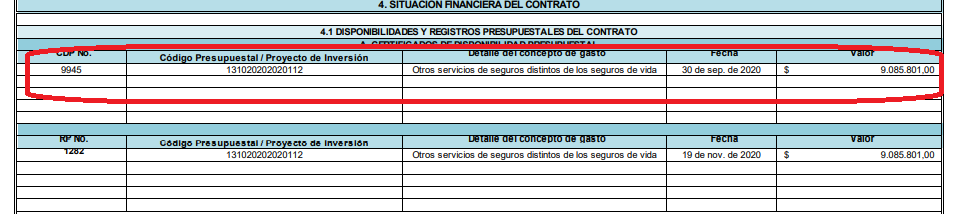 4. SITUACIÓN FINANCIERA DEL CONTRATO
4.1 DISPONIBILIDADES Y REGISTROS PRESUPUESTALES DEL CONTRATO
A. CERTIFICADOS DE DISPONIBILIDAD PRESUPUESTAL
CDP No. Código Presupuestal / Proyecto de Inversión Detalle del concepto de gasto Fecha Valor
9945 131020202020112 Otros servicios de seguros distintos de los seguros de vida 30 de sep. de 2020 $ 9.085.801,00
RP No. Código Presupuestal / Proyecto de Inversión Detalle del concepto de gasto Fecha Valor
1282 131020202020112 Otros servicios de seguros distintos de los seguros de vida 19 de nov. de 2020 $ 9.085.801,00